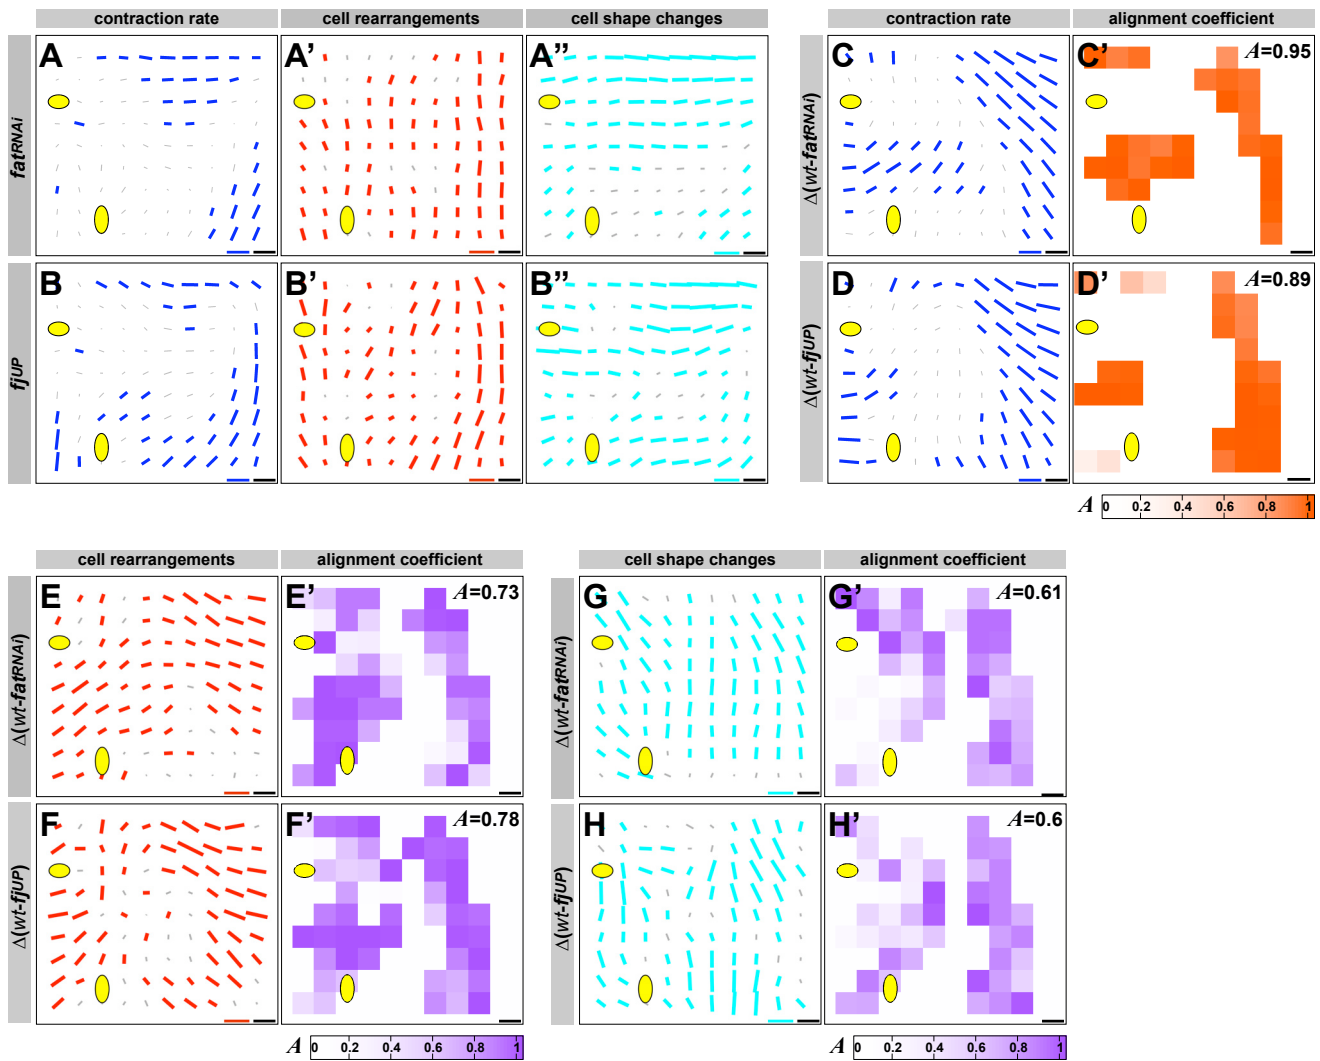 contraction rate cell rearrangements cell shape changes contraction rate alignment coefficient
fatRNAi
A A’ A’’
Δ(wt-fatRNAi)
C C’ A=0.95
fjUP
B B’ B’’
Δ(wt-fjUP)
D D’ A=0.89
A 0 0.2 0.4 0.6 0.8 1
cell rearrangements alignment coefficient cell shape changes alignment coefficient
Δ(wt-fatRNAi)
E E’ A=0.73
Δ(wt-fatRNAi)
G G’ A=0.61
Δ(wt-fjUP)
F F’ A=0.78
Δ(wt-fjUP)
H H’ A=0.6
A 0 0.2 0.4 0.6 0.8 1
A 0 0.2 0.4 0.6 0.8 1